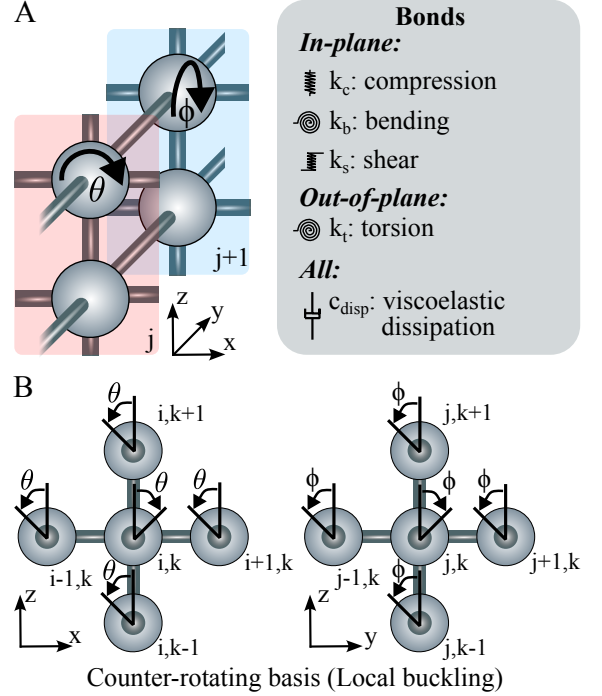 A
ϕ
θ
j+1
j
z
y
x
Bonds
In-plane:
k_c: compression
k_b: bending
k_s: shear
Out-of-plane:
k_t: torsion
All:
c_disp: viscoelastic
dissipation
B
θ
i,k+1
θ
θ
θ
i-1,k
i,k
i+1,k
θ
i,k-1
z
x
ϕ
j,k+1
ϕ
ϕ
ϕ
j-1,k
j,k
j+1,k
ϕ
j,k-1
z
y
Counter-rotating basis (Local buckling)